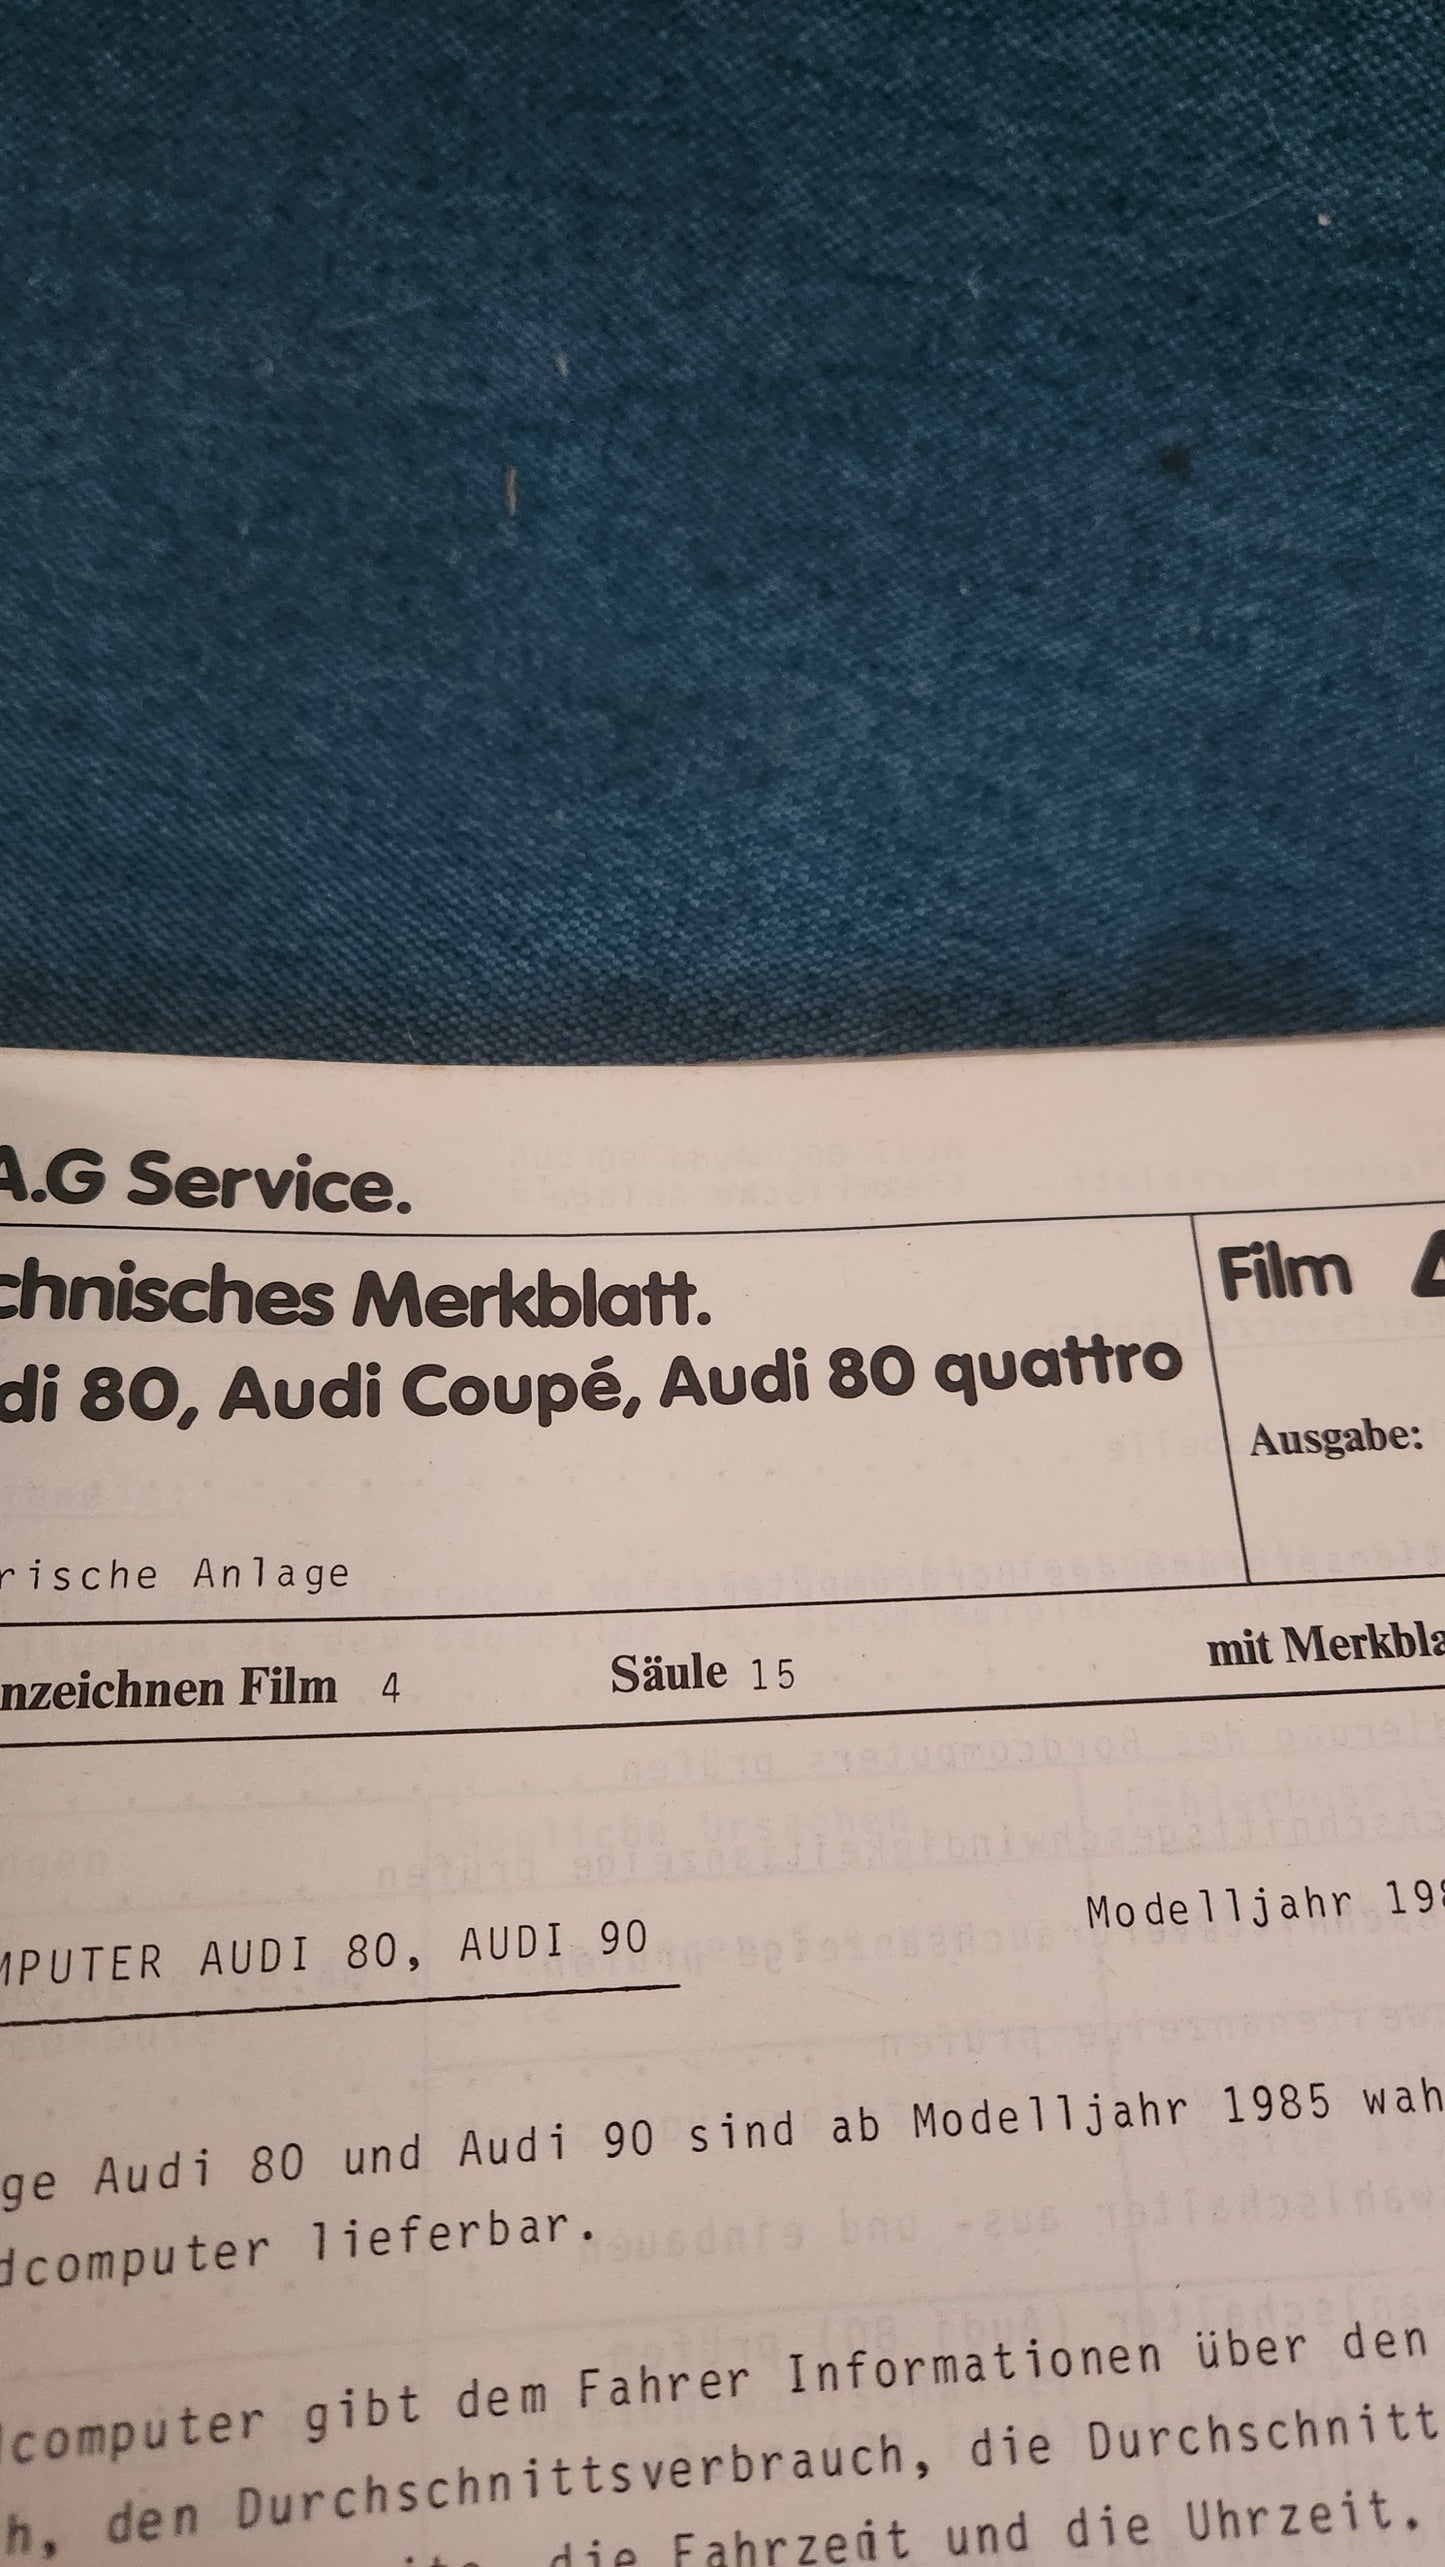 A.G Service.
chnisches Merkblatt.
Film
di 80, Audi Coupé, Audi 80 quattro
Ausgabe:
rische Anlage
nzeichnen Film 4 Säule 15 mit Merkbla
Modelljahr 198
MPUTER AUDI 80, AUDI 90
ge Audi 80 und Audi 90 sind ab Modelljahr 1985 wah
dcomputer lieferbar.
dcomputer gibt dem Fahrer Informationen über den
h, den Durchschnittsverbrauch, die Durchschnitt
die Fahrzeit und die Uhrzeit.